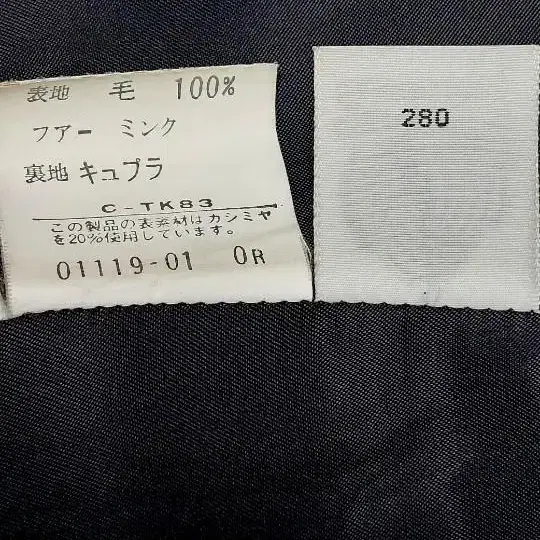 表地 毛 100%
フアー ミンク
裏地 キュプラ
C-TK83
この製品の表素材はカシミヤ
を20%使用しています。
01119-01 0R
280